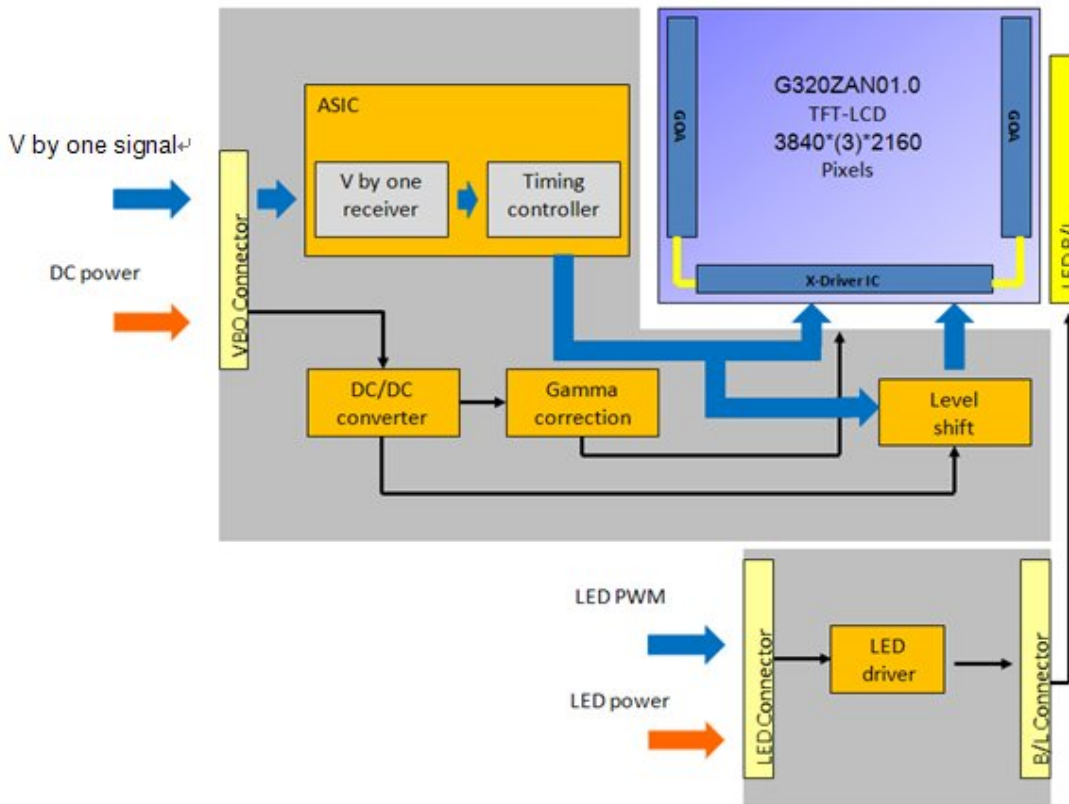 V by one signal↵
DC power
VBO Connector
ASIC
V by one
receiver
Timing
controller
DC/DC
converter
Gamma
correction
Level
shift
GOA
G320ZAN01.0
TFT-LCD
3840*(3)*2160
Pixels
GOA
X-Driver IC
LED B/L
LED PWM
LED power
LED Connector
LED
driver
B/L Connector